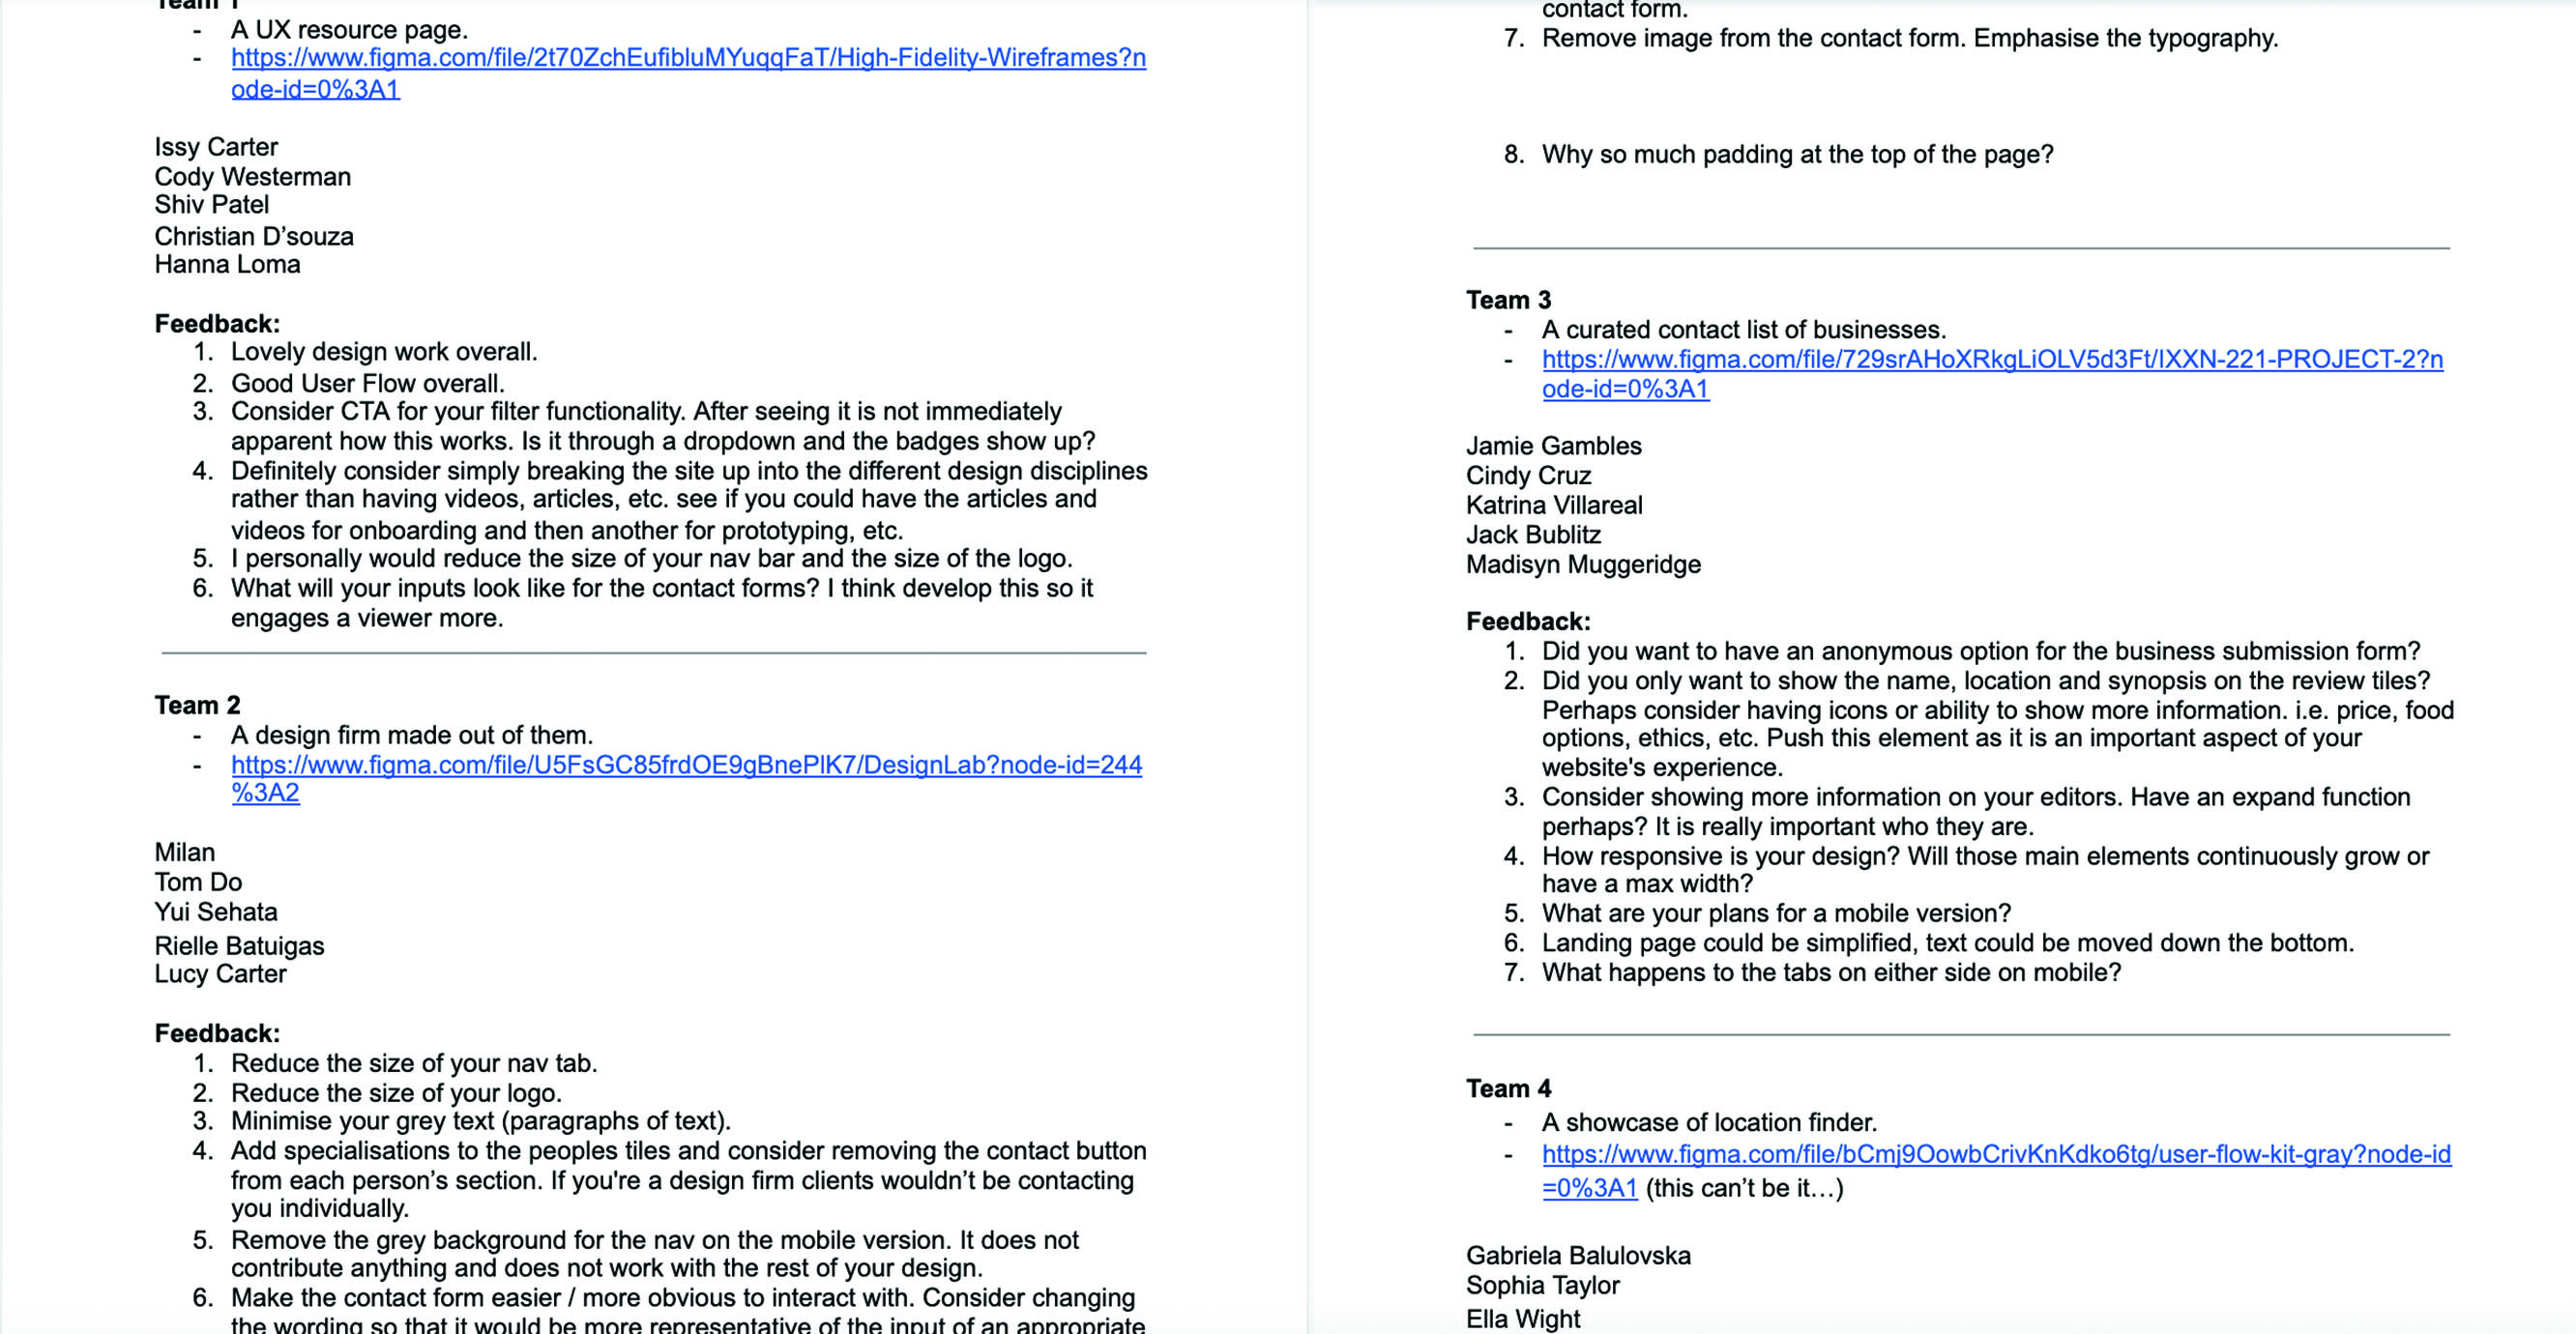 Team 1
- A UX resource page.
- https://www.figma.com/file/2t70ZchEufibluMYuqqFaT/High-Fidelity-Wireframes?n
ode-id=0%3A1
Issy Carter
Cody Westerman
Shiv Patel
Christian D’souza
Hanna Loma
Feedback:
1. Lovely design work overall.
2. Good User Flow overall.
3. Consider CTA for your filter functionality. After seeing it is not immediately
apparent how this works. Is it through a dropdown and the badges show up?
4. Definitely consider simply breaking the site up into the different design disciplines
rather than having videos, articles, etc. see if you could have the articles and
videos for onboarding and then another for prototyping, etc.
5. I personally would reduce the size of your nav bar and the size of the logo.
6. What will your inputs look like for the contact forms? I think develop this so it
engages a viewer more.
Team 2
- A design firm made out of them.
- https://www.figma.com/file/U5FsGC85frdOE9gBnePlK7/DesignLab?node-id=244
%3A2
Milan
Tom Do
Yui Sehata
Rielle Batuigas
Lucy Carter
Feedback:
1. Reduce the size of your nav tab.
2. Reduce the size of your logo.
3. Minimise your grey text (paragraphs of text).
4. Add specialisations to the peoples tiles and consider removing the contact button
from each person’s section. If you're a design firm clients wouldn’t be contacting
you individually.
5. Remove the grey background for the nav on the mobile version. It does not
contribute anything and does not work with the rest of your design.
6. Make the contact form easier / more obvious to interact with. Consider changing
the wording so that it would be more representative of the input of an appropriate
contact form.
7. Remove image from the contact form. Emphasise the typography.
8. Why so much padding at the top of the page?
Team 3
- A curated contact list of businesses.
- https://www.figma.com/file/729srAHoXRkgLiOLV5d3Ft/IXXN-221-PROJECT-2?n
ode-id=0%3A1
Jamie Gambles
Cindy Cruz
Katrina Villareal
Jack Bublitz
Madisyn Muggeridge
Feedback:
1. Did you want to have an anonymous option for the business submission form?
2. Did you only want to show the name, location and synopsis on the review tiles?
Perhaps consider having icons or ability to show more information. i.e. price, food
options, ethics, etc. Push this element as it is an important aspect of your
website's experience.
3. Consider showing more information on your editors. Have an expand function
perhaps? It is really important who they are.
4. How responsive is your design? Will those main elements continuously grow or
have a max width?
5. What are your plans for a mobile version?
6. Landing page could be simplified, text could be moved down the bottom.
7. What happens to the tabs on either side on mobile?
Team 4
- A showcase of location finder.
- https://www.figma.com/file/bCmj9OowbCrivKnKdko6tg/user-flow-kit-gray?node-id
=0%3A1 (this can’t be it…)
Gabriela Balulovska
Sophia Taylor
Ella Wight